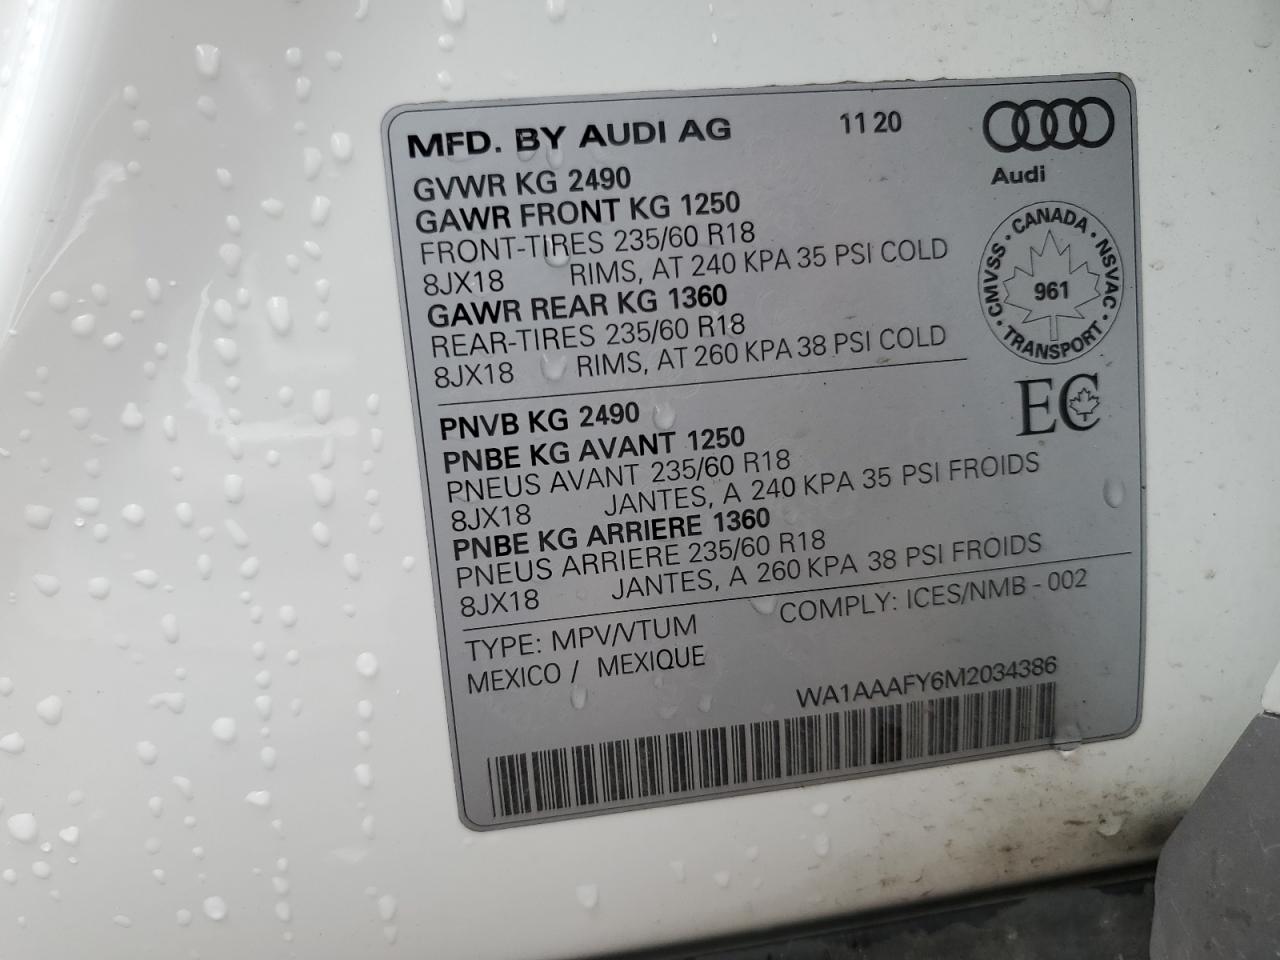 MFD. BY AUDI AG 11 20
Audi
GVWR KG 2490
GAWR FRONT KG 1250
FRONT-TIRES 235/60 R18
8JX18 RIMS, AT 240 KPA 35 PSI COLD
GAWR REAR KG 1360
REAR-TIRES 235/60 R18
8JX18 RIMS, AT 260 KPA 38 PSI COLD
CMVSS · CANADA · NSVAC · TRANSPORT ·
961
EC
PNVB KG 2490
PNBE KG AVANT 1250
PNEUS AVANT 235/60 R18
8JX18 JANTES, A 240 KPA 35 PSI FROIDS
PNBE KG ARRIERE 1360
PNEUS ARRIERE 235/60 R18
8JX18 JANTES, A 260 KPA 38 PSI FROIDS
TYPE: MPV/VTUM COMPLY: ICES/NMB - 002
MEXICO / MEXIQUE
WA1AAAFY6M2034386